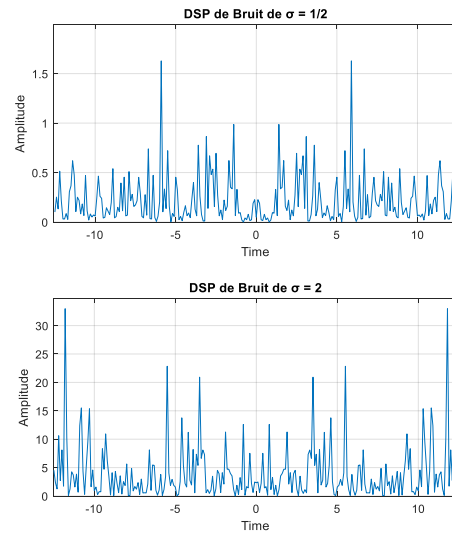 DSP de Bruit de σ = 1/2
Amplitude
1.5
1
0.5
0
-10 -5 0 5 10
Time
DSP de Bruit de σ = 2
Amplitude
35
30
25
20
15
10
5
0
-10 -5 0 5 10
Time